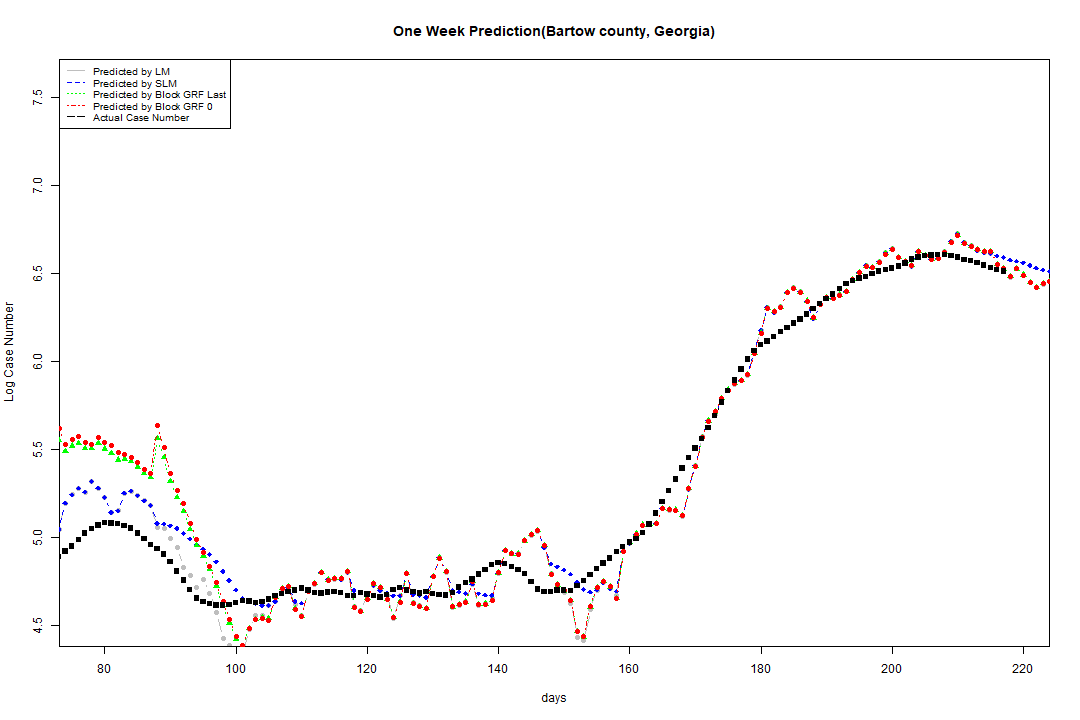 One Week Prediction(Bartow county, Georgia)
Predicted by LM
Predicted by SLM
Predicted by Block GRF Last
Predicted by Block GRF 0
Actual Case Number
7.5
7.0
6.5
6.0
5.5
5.0
4.5
Log Case Number
80 100 120 140 160 180 200 220
days